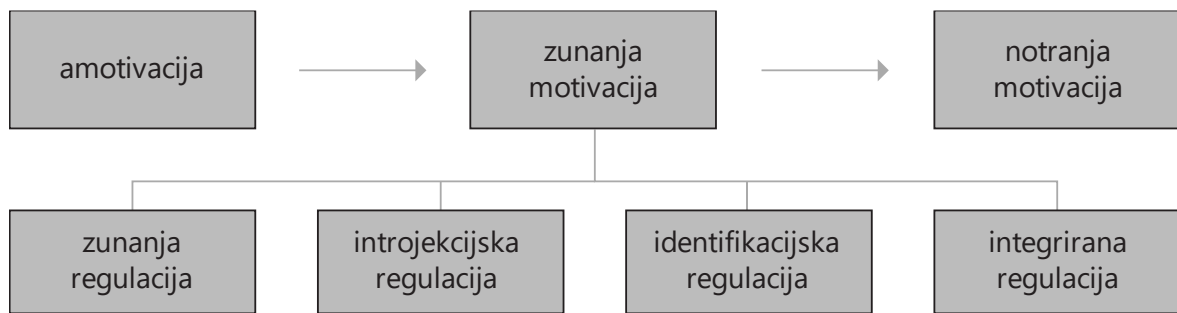 amotivacija
zunanja
motivacija
notranja
motivacija
zunanja
regulacija
introjekcijska
regulacija
identifikacijska
regulacija
integrirana
regulacija